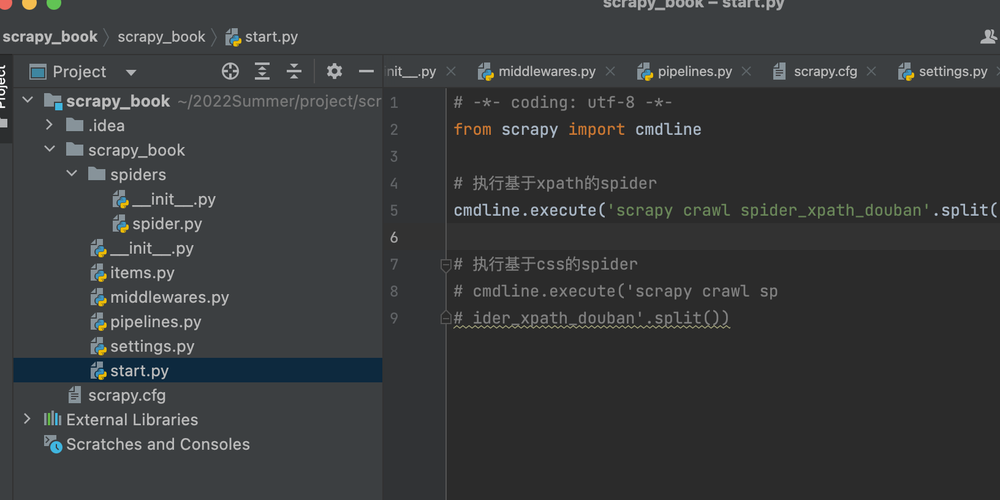 scrapy_book – start.py
scrapy_book scrapy_book start.py
Project
Project
init__.py middlewares.py pipelines.py scrapy.cfg settings.py
scrapy_book ~/2022Summer/project/scr
.idea
scrapy_book
spiders
__init__.py
spider.py
__init__.py
items.py
middlewares.py
pipelines.py
settings.py
start.py
scrapy.cfg
External Libraries
Scratches and Consoles
1 # -*- coding: utf-8 -*-
2 from scrapy import cmdline
3
4 # 执行基于xpath的spider
5 cmdline.execute('scrapy crawl spider_xpath_douban'.split(
6
7 # 执行基于css的spider
8 # cmdline.execute('scrapy crawl sp
9 # ider_xpath_douban'.split())